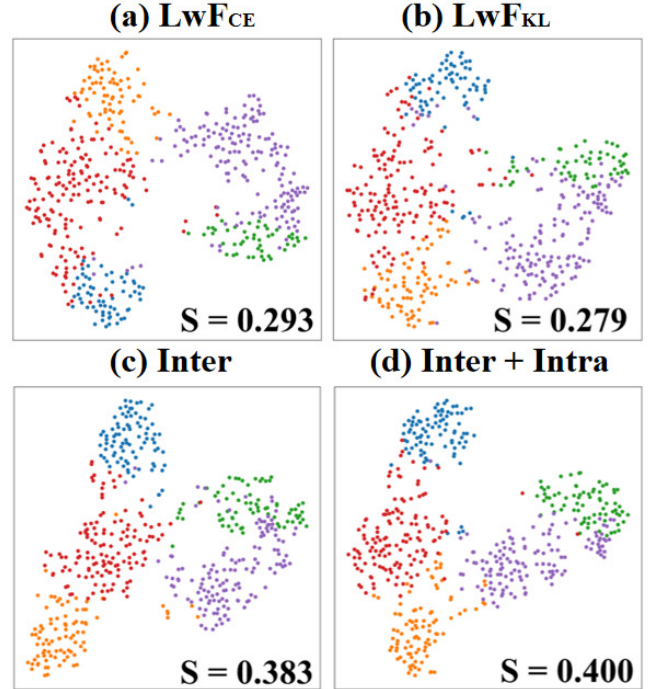 (a) LwFCE
(b) LwFKL
S = 0.293
S = 0.279
(c) Inter
(d) Inter + Intra
S = 0.383
S = 0.400